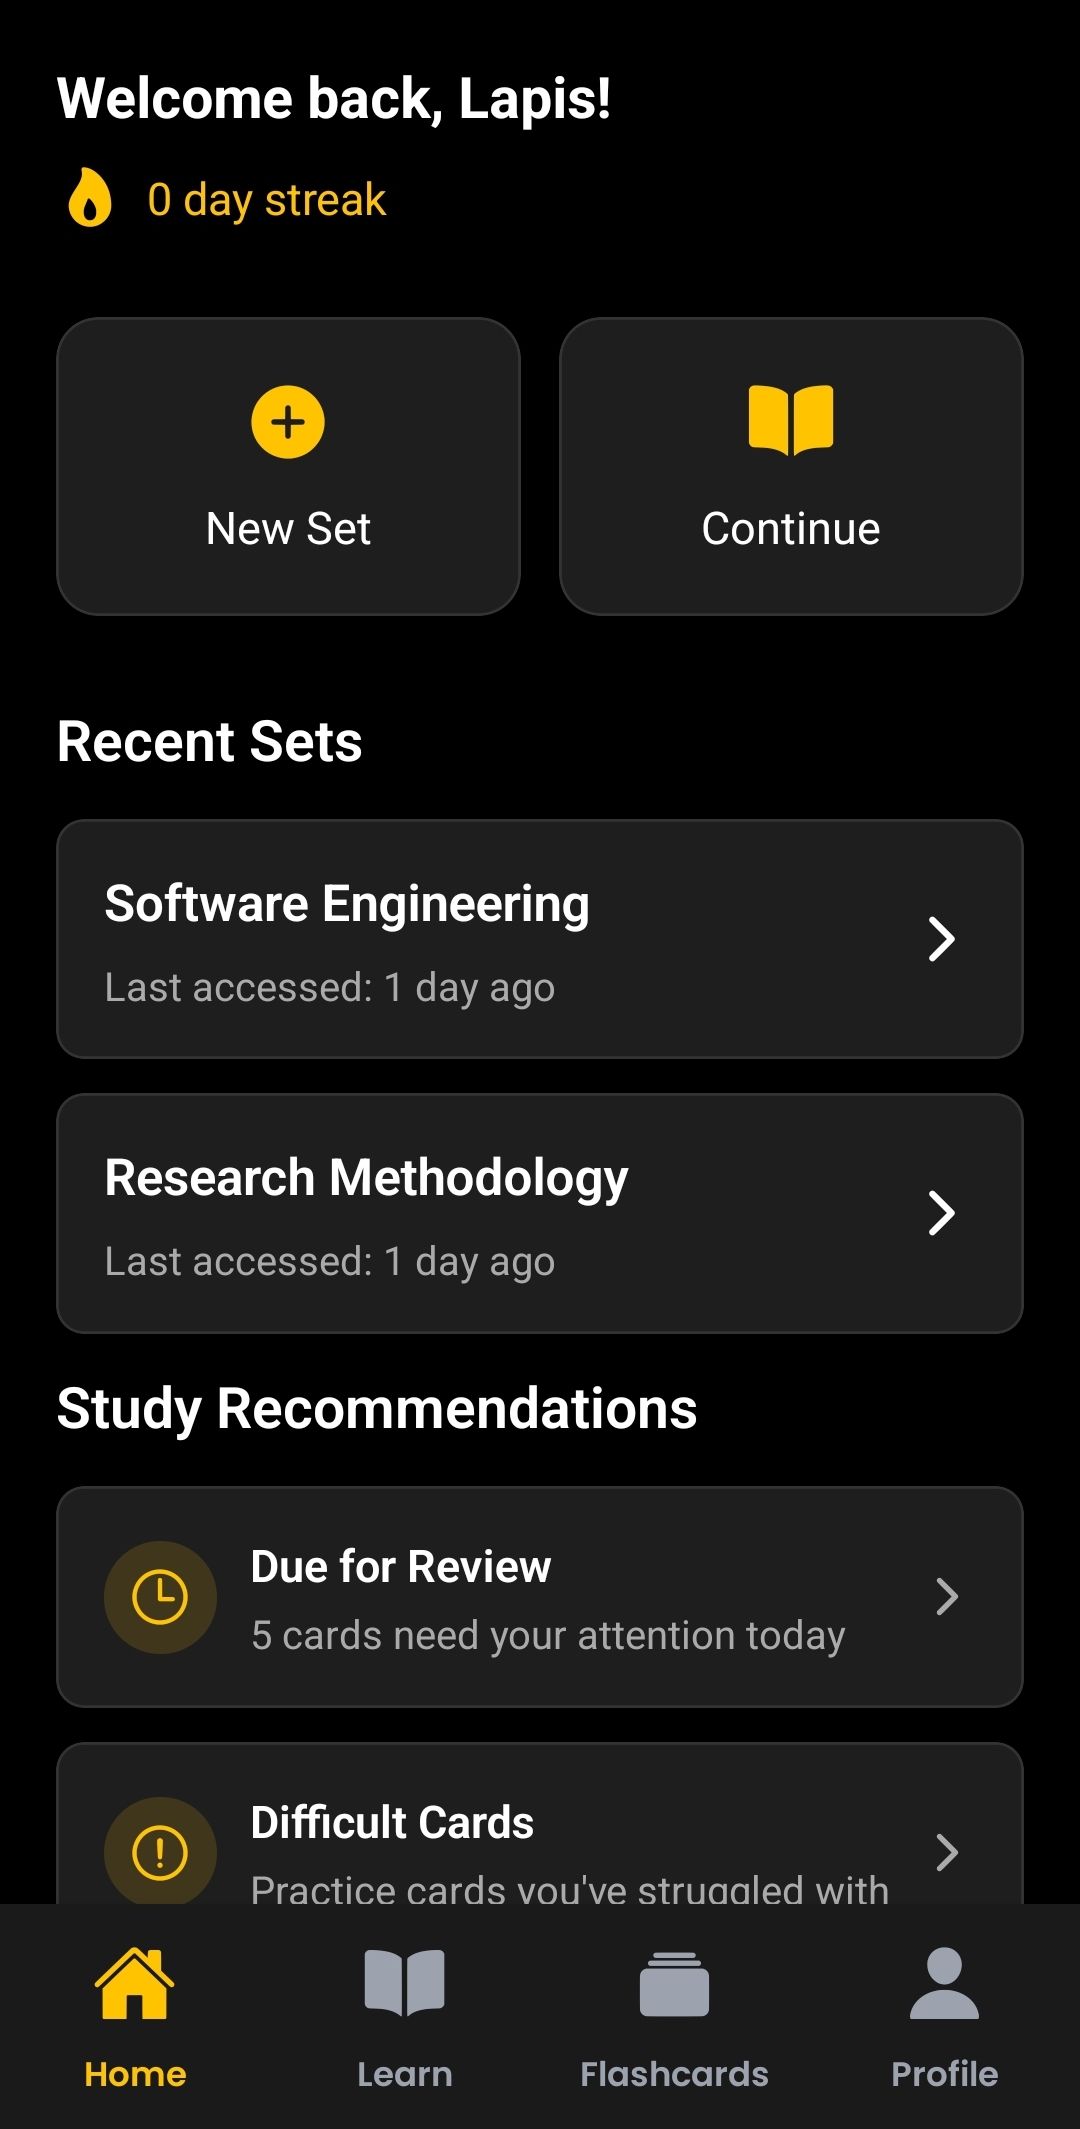 Welcome back, Lapis!
0 day streak
New Set
Continue
Recent Sets
Software Engineering
Last accessed: 1 day ago
Research Methodology
Last accessed: 1 day ago
Study Recommendations
Due for Review
5 cards need your attention today
Difficult Cards
Practice cards you've struggled with
Home
Learn
Flashcards
Profile